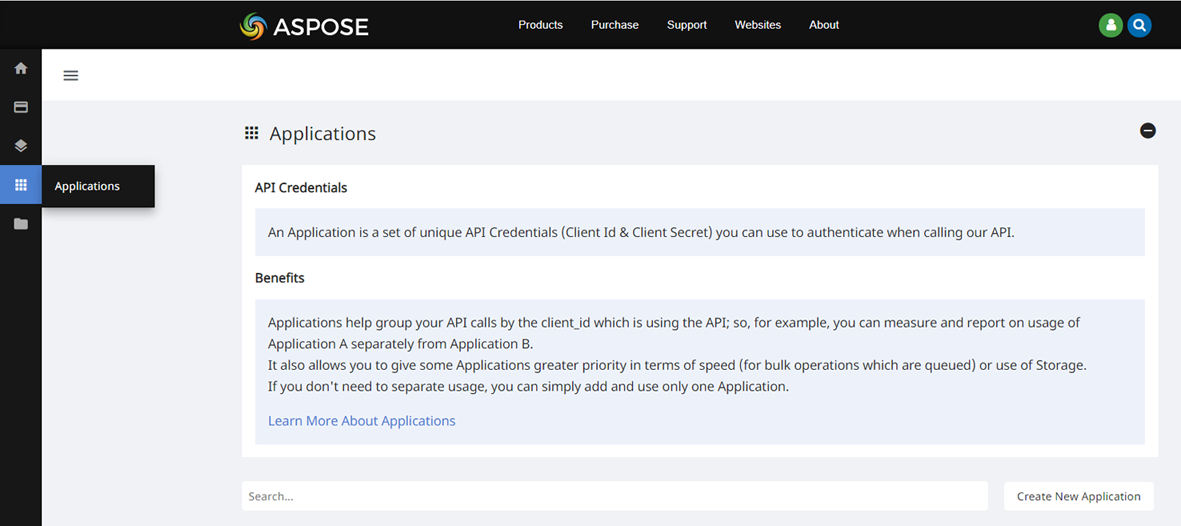 ASPOSE
Products Purchase Support Websites About
Applications
Applications
API Credentials
An Application is a set of unique API Credentials (Client Id & Client Secret) you can use to authenticate when calling our API.
Benefits
Applications help group your API calls by the client_id which is using the API; so, for example, you can measure and report on usage of
Application A separately from Application B.
It also allows you to give some Applications greater priority in terms of speed (for bulk operations which are queued) or use of Storage.
If you don't need to separate usage, you can simply add and use only one Application.
Learn More About Applications
Search...
Create New Application